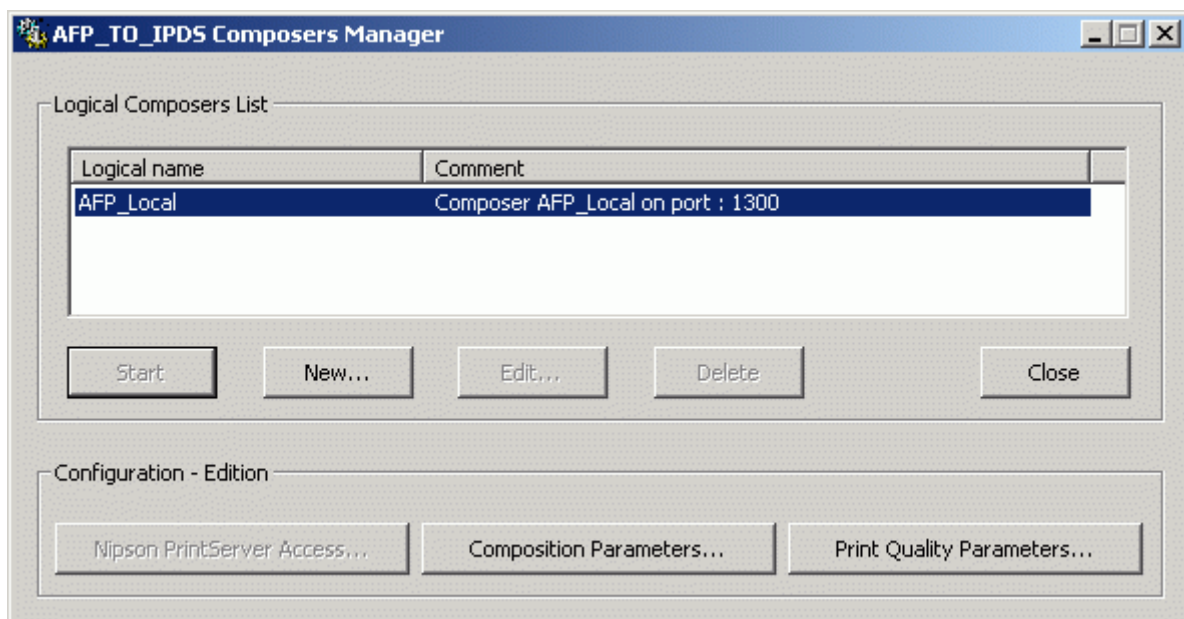 AFP_TO_IPDS Composers Manager
Logical Composers List
Logical name Comment
AFP_Local Composer AFP_Local on port : 1300
Start New... Edit... Delete Close
Configuration - Edition
Nipson PrintServer Access... Composition Parameters... Print Quality Parameters...